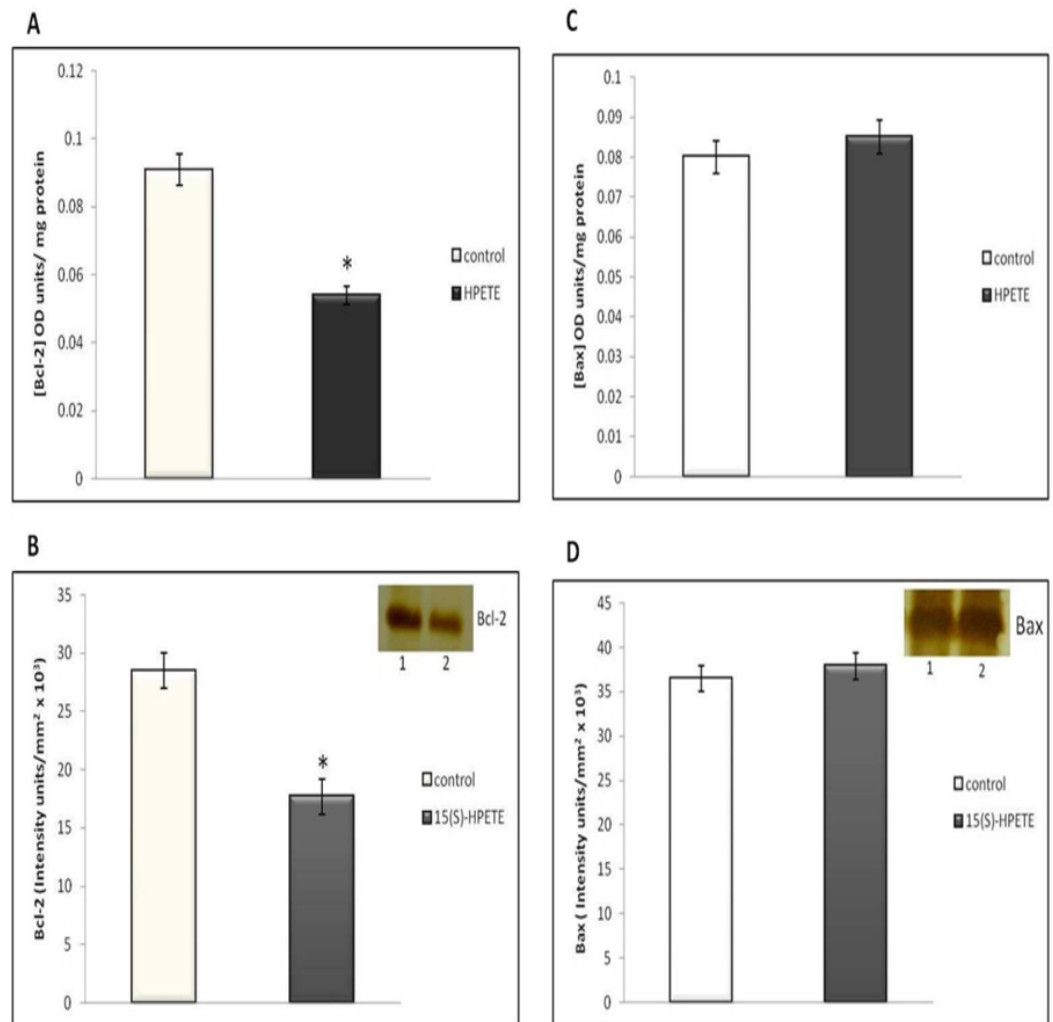 A
0.12
0.1
0.08
0.06
0.04
0.02
0
[Bcl-2] OD units/ mg protein
*
control
HPETE
C
0.1
0.09
0.08
0.07
0.06
0.05
0.04
0.03
0.02
0.01
0
[Bax] OD units/mg protein
control
HPETE
B
35
30
25
20
15
10
5
0
Bcl-2 (Intensity units/mm² x 10³)
Bcl-2
1 2
*
control
15(S)-HPETE
D
45
40
35
30
25
20
15
10
5
0
Bax ( Intensity units/mm² x 10³)
Bax
1 2
control
15(S)-HPETE